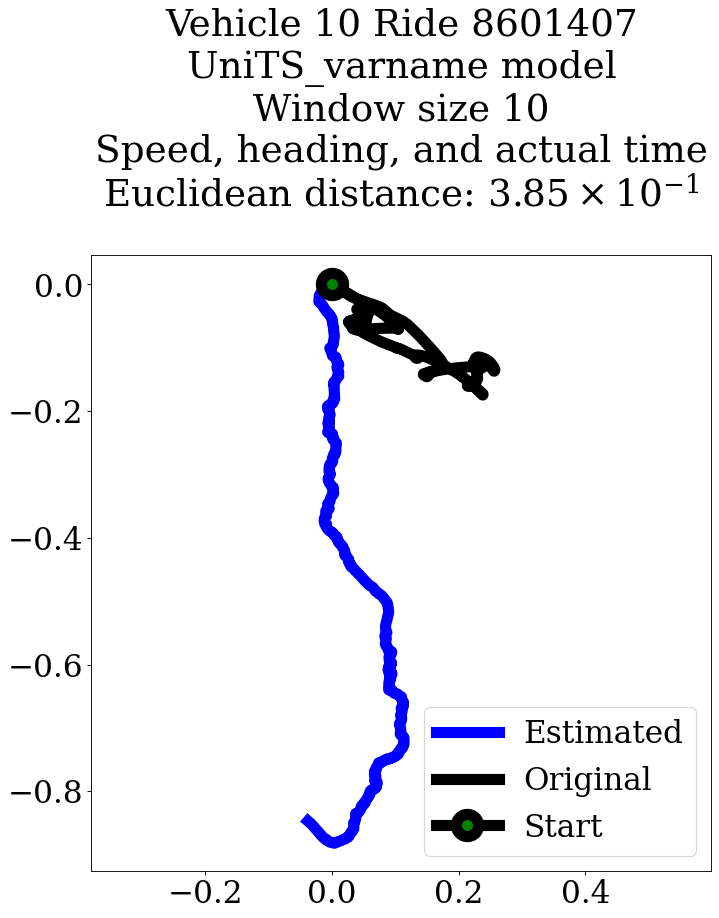 Vehicle 10 Ride 8601407
UniTS_varname model
Window size 10
Speed, heading, and actual time
Euclidean distance: 3.85 × 10⁻¹
0.0
−0.2
−0.4
−0.6
−0.8
Estimated
Original
Start
−0.2 0.0 0.2 0.4